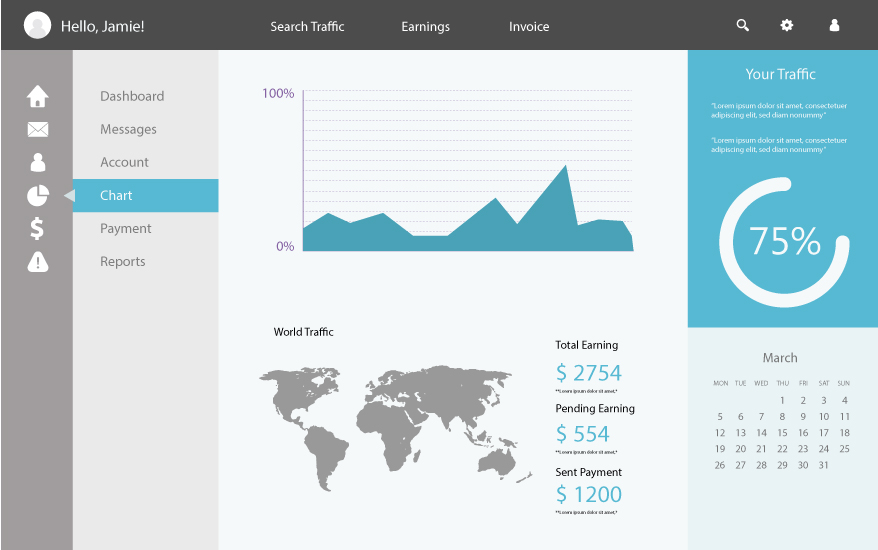 Hello, Jamie!
Search Traffic
Earnings
Invoice
Dashboard
Messages
Account
Chart
Payment
Reports
100%
0%
World Traffic
Total Earning
$ 2754
"*Lorem ipsum dolor sit amet,*
Pending Earning
$ 554
"*Lorem ipsum dolor sit amet,*
Sent Payment
$ 1200
"*Lorem ipsum dolor sit amet,*
Your Traffic
"Lorem ipsum dolor sit amet, consectetuer
adipiscing elit, sed diam nonummy"
"Lorem ipsum dolor sit amet, consectetuer
adipiscing elit, sed diam nonummy"
75%
March
MON TUE WED THU FRI SAT SUN
1 2 3 4
5 6 7 8 9 10 11
12 13 14 15 16 17 18
19 20 21 22 23 24 25
26 27 28 29 30 31